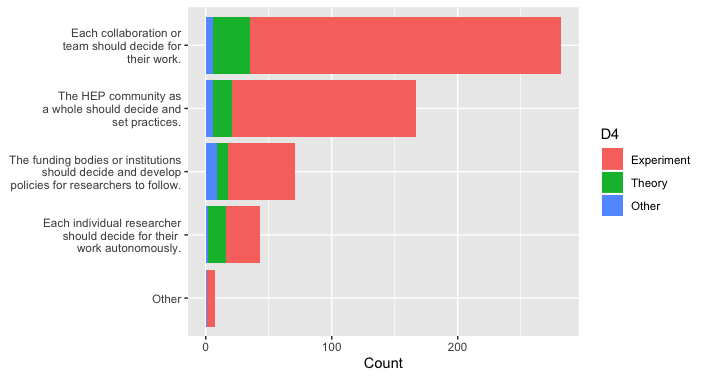 Each collaboration or
team should decide for
their work.
The HEP community as
a whole should decide and
set practices.
The funding bodies or institutions
should decide and develop
policies for researchers to follow.
Each individual researcher
should decide for their
work autonomously.
Other
0
100
200
Count
D4
Experiment
Theory
Other